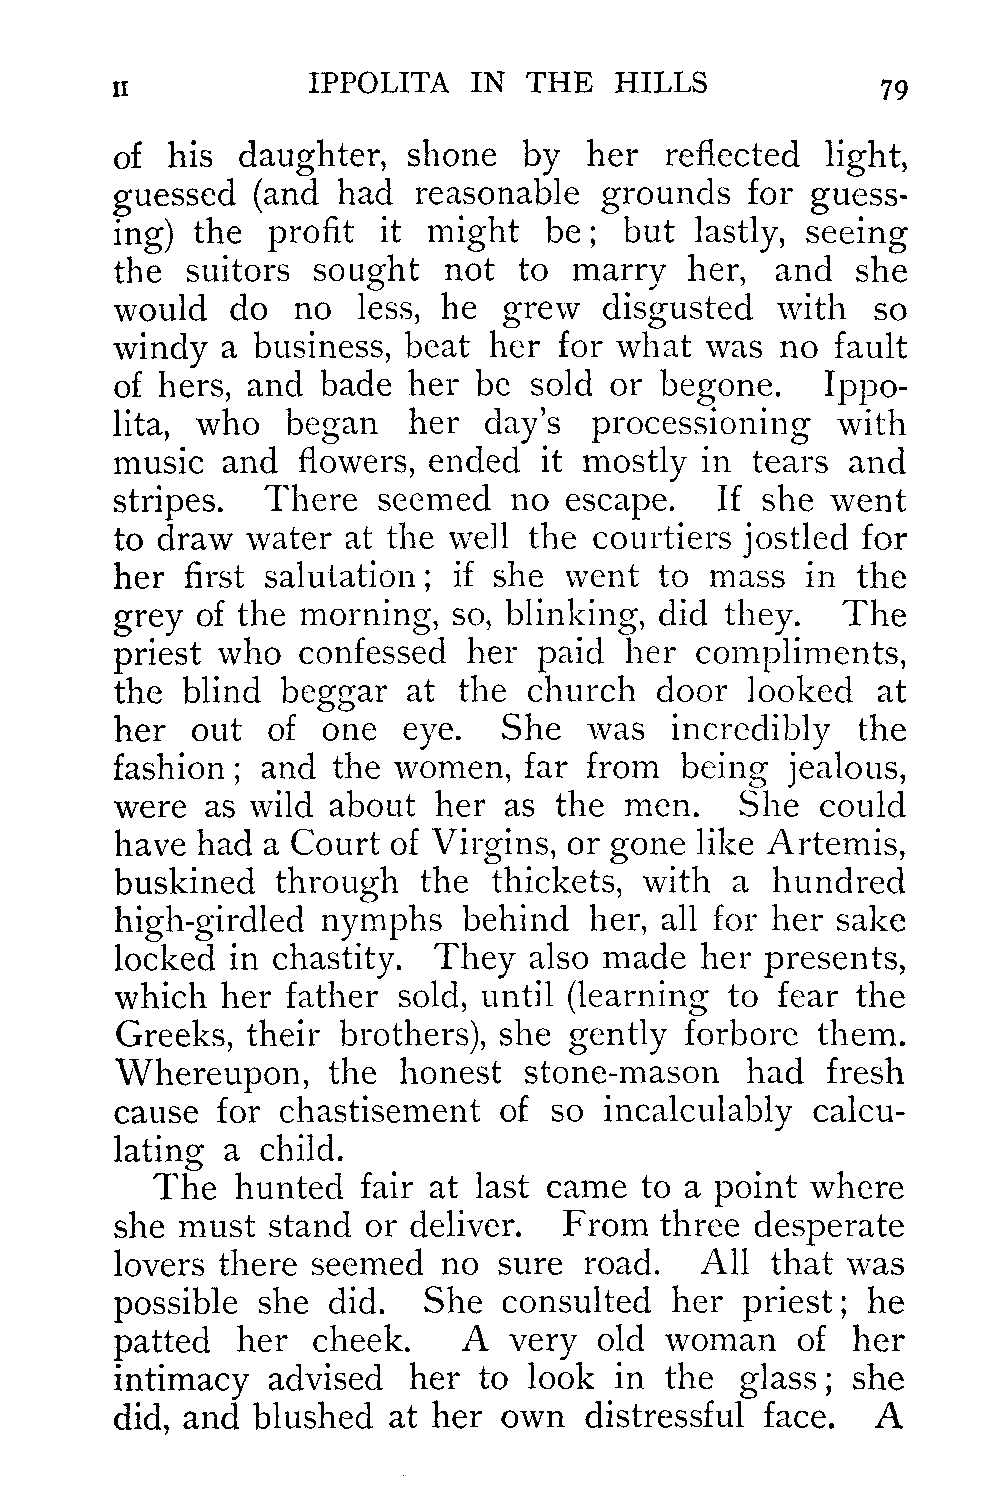 II IPPOLITA IN THE HILLS 79
of his daughter, shone by her reflected light,
guessed (and had reasonable grounds for guess-
ing) the profit it might be; but lastly, seeing
the suitors sought not to marry her, and she
would do no less, he grew disgusted with so
windy a business, beat her for what was no fault
of hers, and bade her be sold or begone. Ippo-
lita, who began her day's processioning with
music and flowers, ended it mostly in tears and
stripes. There seemed no escape. If she went
to draw water at the well the courtiers jostled for
her first salutation; if she went to mass in the
grey of the morning, so, blinking, did they. The
priest who confessed her paid her compliments,
the blind beggar at the church door looked at
her out of one eye. She was incredibly the
fashion; and the women, far from being jealous,
were as wild about her as the men. She could
have had a Court of Virgins, or gone like Artemis,
buskined through the thickets, with a hundred
high-girdled nymphs behind her, all for her sake
locked in chastity. They also made her presents,
which her father sold, until (learning to fear the
Greeks, their brothers), she gently forbore them.
Whereupon, the honest stone-mason had fresh
cause for chastisement of so incalculably calcu-
lating a child.
The hunted fair at last came to a point where
she must stand or deliver. From three desperate
lovers there seemed no sure road. All that was
possible she did. She consulted her priest; he
patted her cheek. A very old woman of her
intimacy advised her to look in the glass; she
did, and blushed at her own distressful face. A